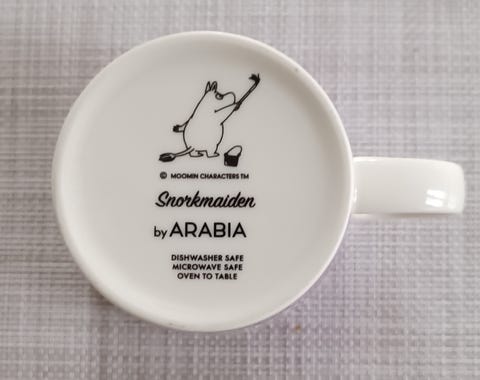 © MOOMIN CHARACTERS TM
Snorkmaiden
by ARABIA
DISHWASHER SAFE
MICROWAVE SAFE
OVEN TO TABLE